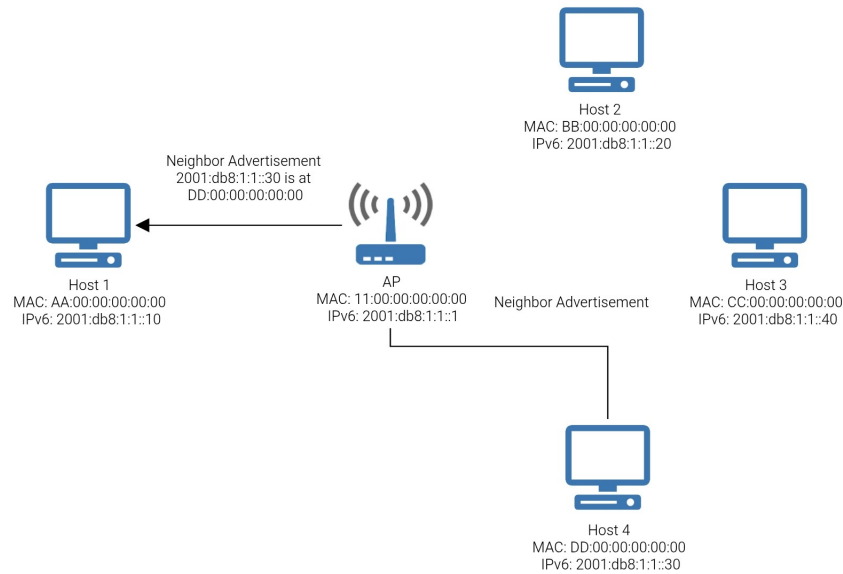 Host 2
MAC: BB:00:00:00:00:00
IPv6: 2001:db8:1:1::20
Neighbor Advertisement
2001:db8:1:1::30 is at
DD:00:00:00:00:00
Host 1
MAC: AA:00:00:00:00:00
IPv6: 2001:db8:1:1::10
AP
MAC: 11:00:00:00:00:00
IPv6: 2001:db8:1:1::1
Neighbor Advertisement
Host 3
MAC: CC:00:00:00:00:00
IPv6: 2001:db8:1:1::40
Host 4
MAC: DD:00:00:00:00:00
IPv6: 2001:db8:1:1::30